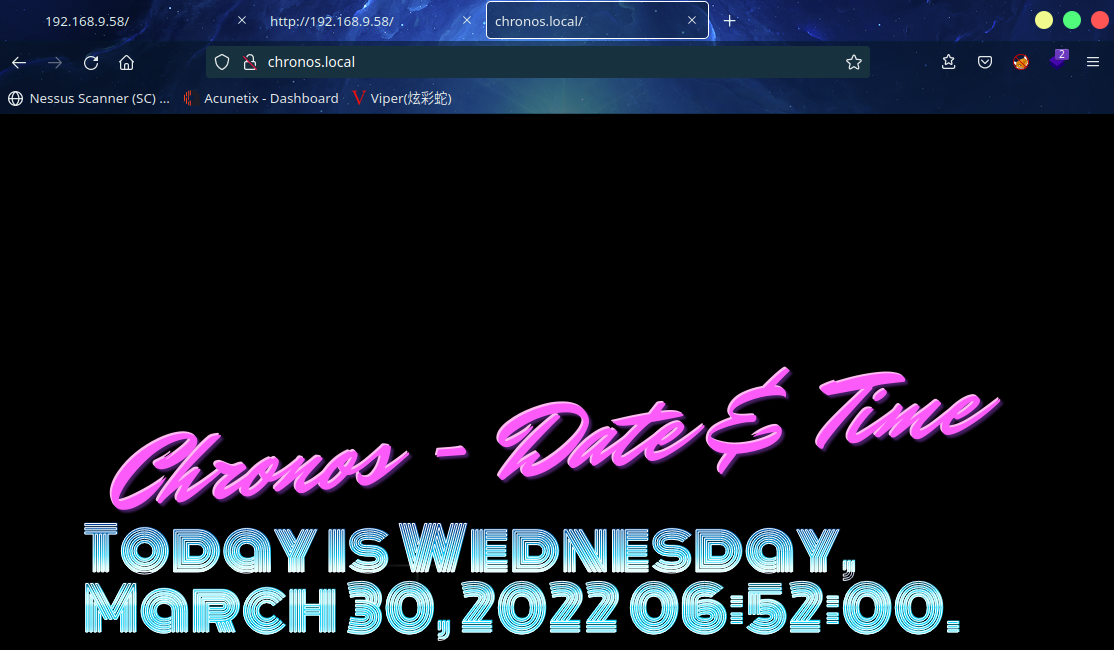 192.168.9.58/
http://192.168.9.58/ .
chronos.local/
chronos.local
2
Nessus Scanner (SC) ...
Acunetix - Dashboard
Viper(炫彩蛇)
Chronos - Date & Time
Today is Wednesday,
March 30, 2022 06:52:00.